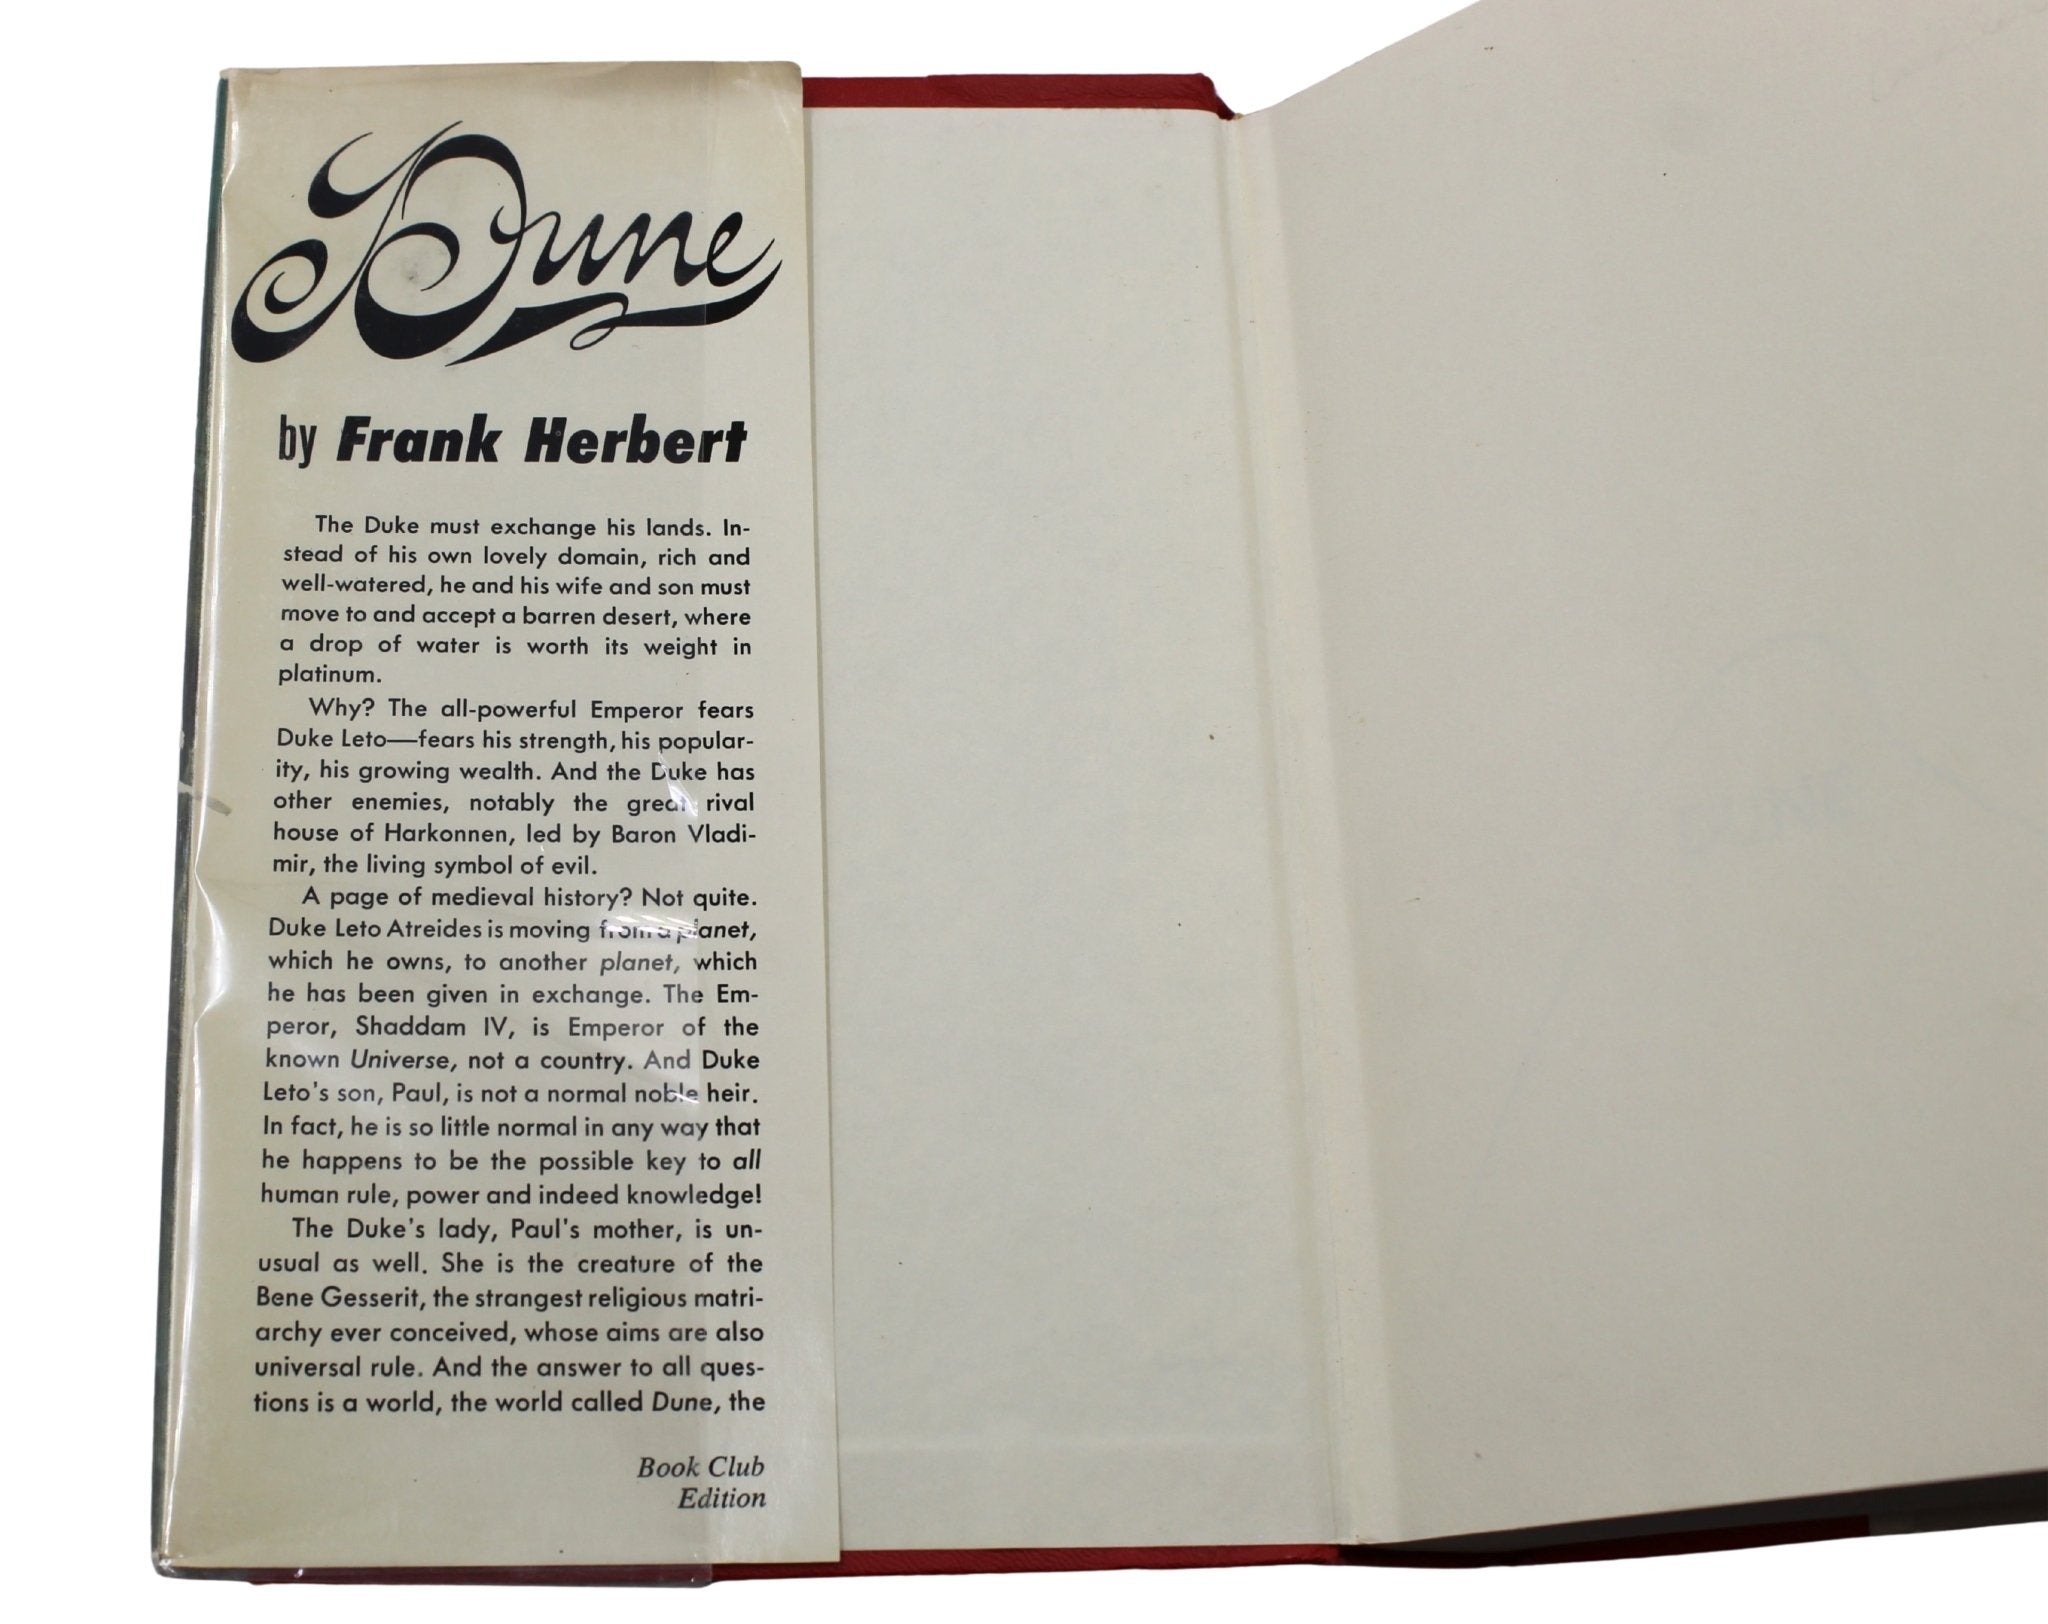 Dune
by Frank Herbert
The Duke must exchange his lands. In-
stead of his own lovely domain, rich and
well-watered, he and his wife and son must
move to and accept a barren desert, where
a drop of water is worth its weight in
platinum.
Why? The all-powerful Emperor fears
Duke Leto—fears his strength, his popular-
ity, his growing wealth. And the Duke has
other enemies, notably the great rival
house of Harkonnen, led by Baron Vladi-
mir, the living symbol of evil.
A page of medieval history? Not quite.
Duke Leto Atreides is moving from a planet,
which he owns, to another planet, which
he has been given in exchange. The Em-
peror, Shaddam IV, is Emperor of the
known Universe, not a country. And Duke
Leto's son, Paul, is not a normal noble heir.
In fact, he is so little normal in any way that
he happens to be the possible key to all
human rule, power and indeed knowledge!
The Duke's lady, Paul's mother, is un-
usual as well. She is the creature of the
Bene Gesserit, the strangest religious matri-
archy ever conceived, whose aims are also
universal rule. And the answer to all ques-
tions is a world, the world called Dune, the
Book Club
Edition